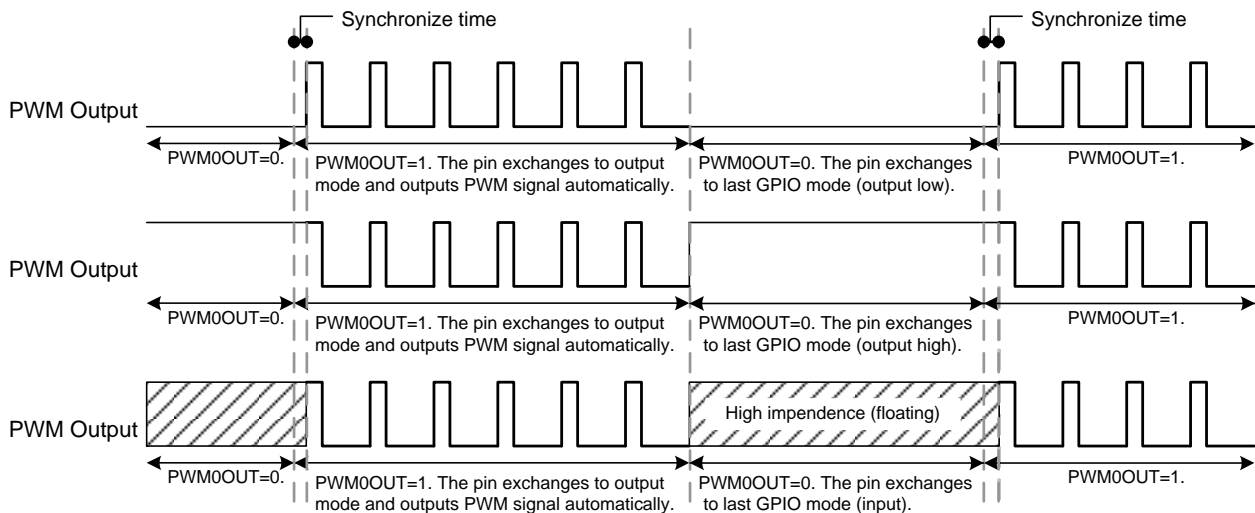 Synchronize time
Synchronize time
PWM Output
PWM0OUT=0.
PWM0OUT=1. The pin exchanges to output
mode and outputs PWM signal automatically.
PWM0OUT=0. The pin exchanges
to last GPIO mode (output low).
PWM0OUT=1.
PWM Output
PWM0OUT=0.
PWM0OUT=1. The pin exchanges to output
mode and outputs PWM signal automatically.
PWM0OUT=0. The pin exchanges
to last GPIO mode (output high).
PWM0OUT=1.
PWM Output
High impendence (floating)
PWM0OUT=0.
PWM0OUT=1. The pin exchanges to output
mode and outputs PWM signal automatically.
PWM0OUT=0. The pin exchanges
to last GPIO mode (input).
PWM0OUT=1.